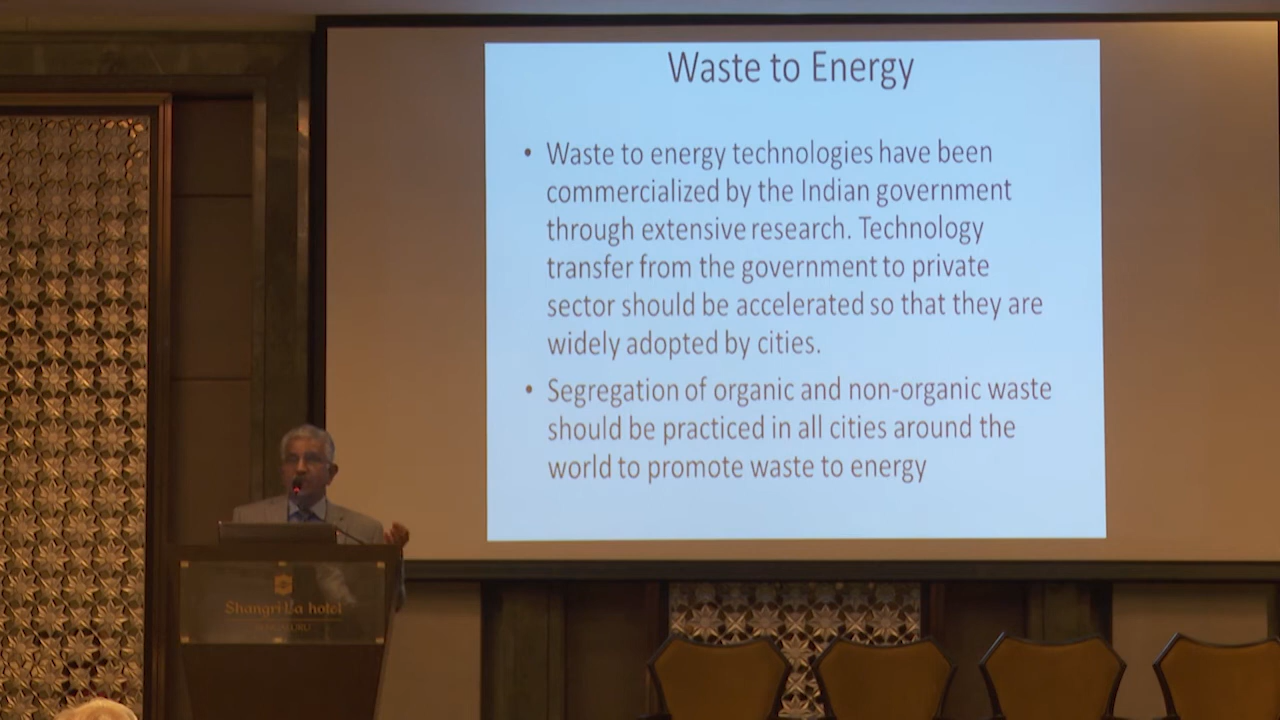 Waste to Energy
• Waste to energy technologies have been
commercialized by the Indian government
through extensive research. Technology
transfer from the government to private
sector should be accelerated so that they are
widely adopted by cities.
• Segregation of organic and non-organic waste
should be practiced in all cities around the
world to promote waste to energy
Shangri-La hotel
BENGALURU